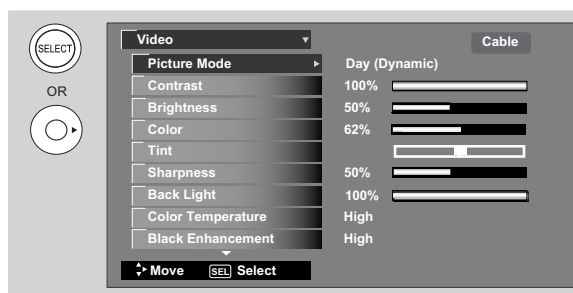 SELECT
OR
Video
Cable
Picture Mode Day (Dynamic)
Contrast 100%
Brightness 50%
Color 62%
Tint
Sharpness 50%
Back Light 100%
Color Temperature High
Black Enhancement High
Move SEL Select